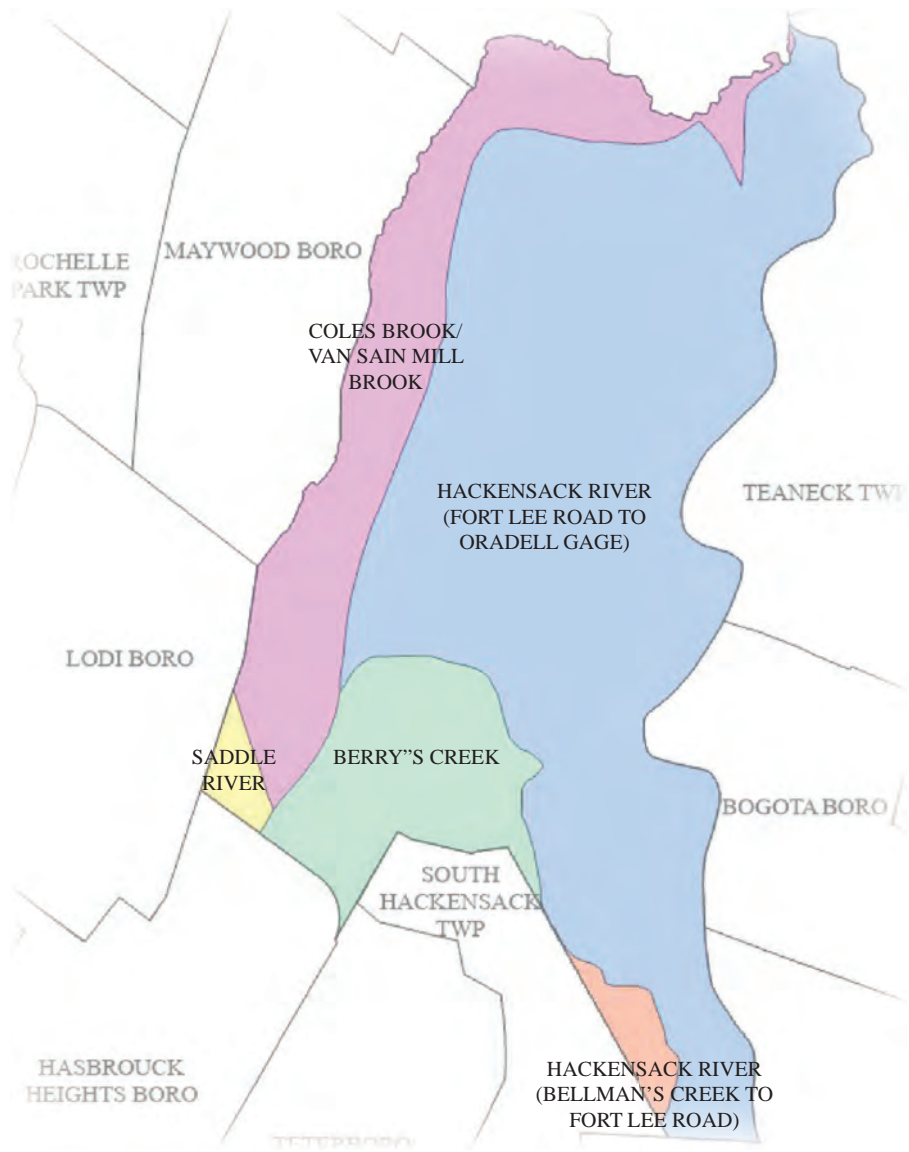 MAYWOOD BORO
OCHELLE
PARK TWP
COLES BROOK/
VAN SAIN MILL
BROOK
HACKENSACK RIVER
(FORT LEE ROAD TO
ORADELL GAGE)
TEANECK TW
LODI BORO
SADDLE
RIVER
BERRY"S CREEK
BOGOTA BORO
SOUTH
HACKENSACK
TWP
HASBROUCK
HEIGHTS BORO
HACKENSACK RIVER
(BELLMAN'S CREEK TO
FORT LEE ROAD)
TETERBORO